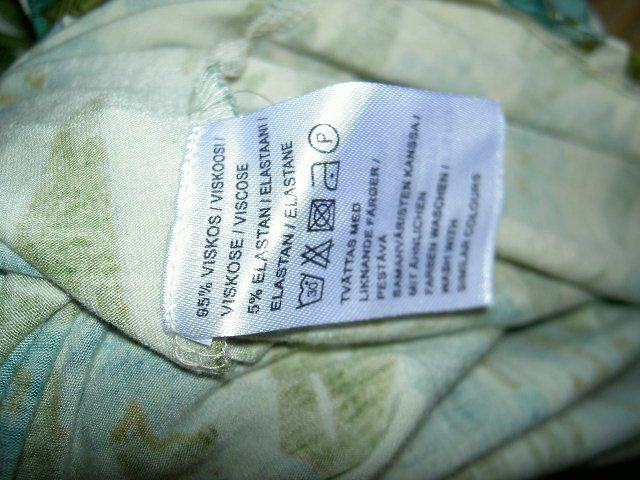 95% VISKOS / VISKOOSI /
VISKOSE / VISCOSE
5% ELASTAN / ELASTAANI /
ELASTAN / ELASTANE
30 P
TVÄTTAS MED
LIKNANDE FÄRGER /
PESTÄVÄ
SAMANVÄRISTEN KANSSA /
MIT ÄHNLICHEN
FARBEN WASCHEN /
WASH WITH
SIMILAR COLOURS